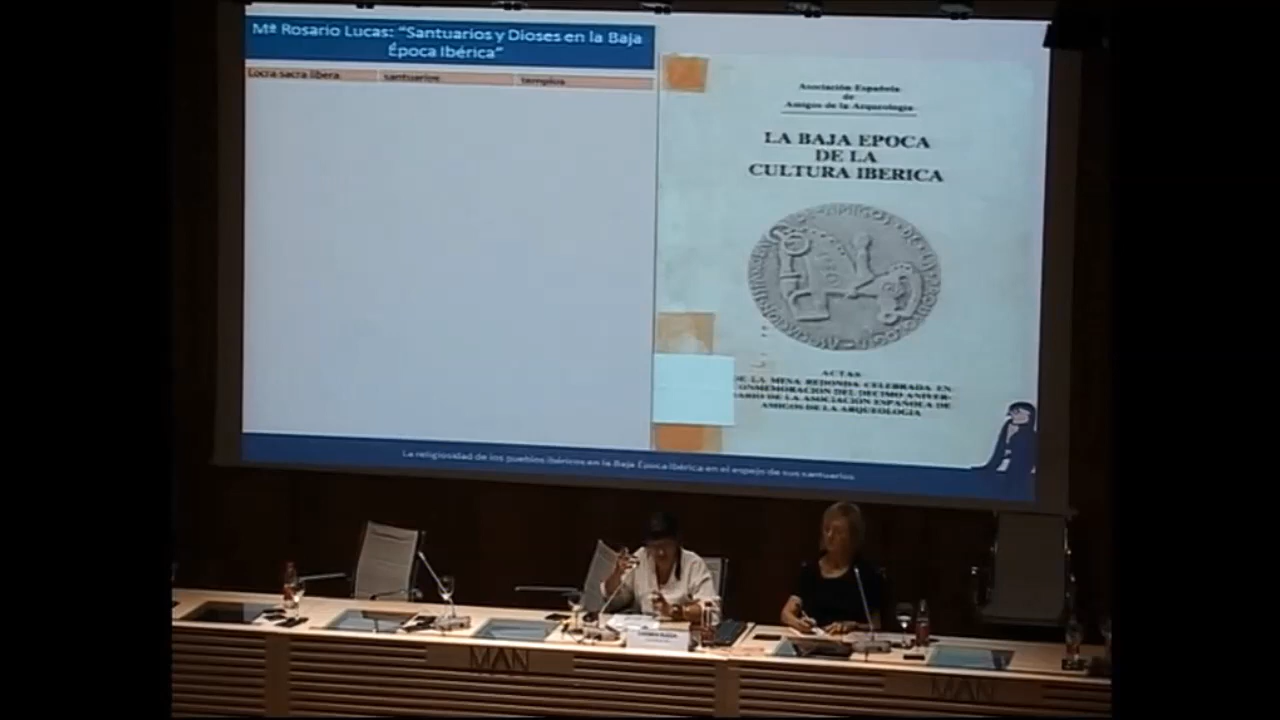 Mª Rosario Lucas: "Santuarios y Dioses en la Baja
Época Ibérica"
Locra sacra libera
santuarios
templos
Asociación Española
de
Amigos de la Arqueología
LA BAJA EPOCA
DE LA
CULTURA IBERICA
ACTAS
DE LA MESA REDONDA CELEBRADA EN
CONMEMORACION DEL DECIMO ANIVER-
SARIO DE LA ASOCIACION ESPAÑOLA DE
AMIGOS DE LA ARQUEOLOGIA
La religiosidad de los pueblos ibéricos en la Baja Época Ibérica en el espejo de sus santuarios
MAN
MAN